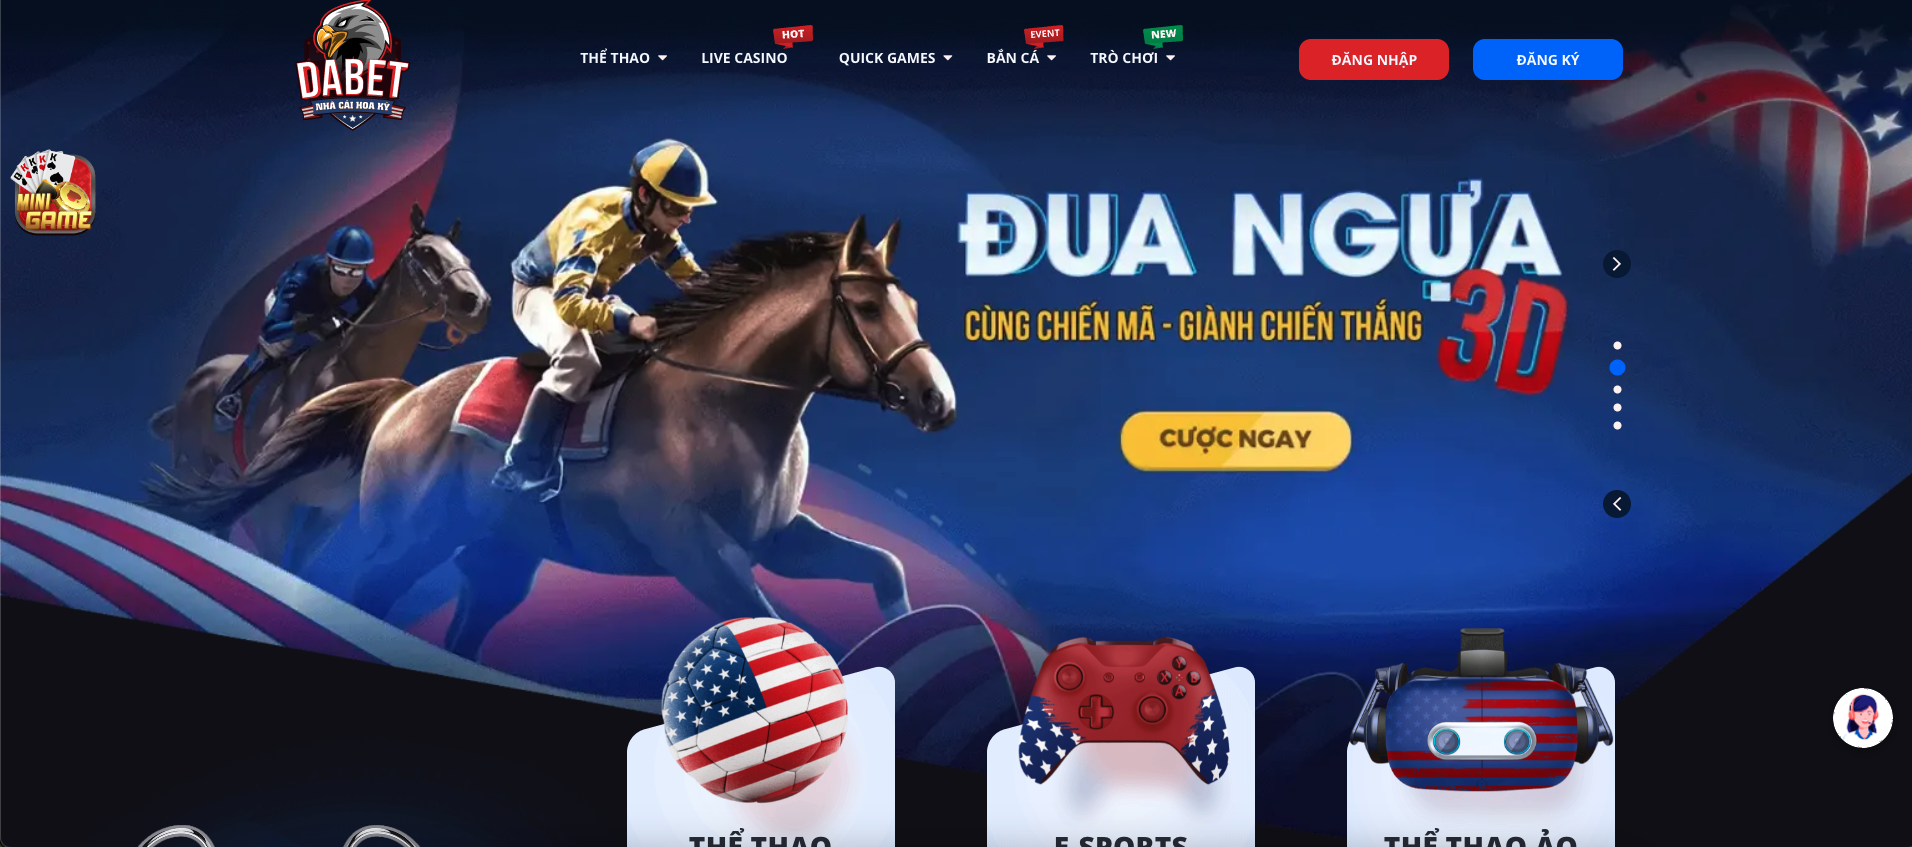 DABET
NHÀ CÁI HOA KỲ
THỂ THAO
LIVE CASINO
HOT
QUICK GAMES
BẮN CÁ
EVENT
TRÒ CHƠI
NEW
ĐĂNG NHẬP
ĐĂNG KÝ
MINI
GAME
ĐUA NGỰA
3D
CÙNG CHIẾN MÃ - GIÀNH CHIẾN THẮNG
CƯỢC NGAY
THỂ THAO
E-SPORTS
THỂ THAO ẢO